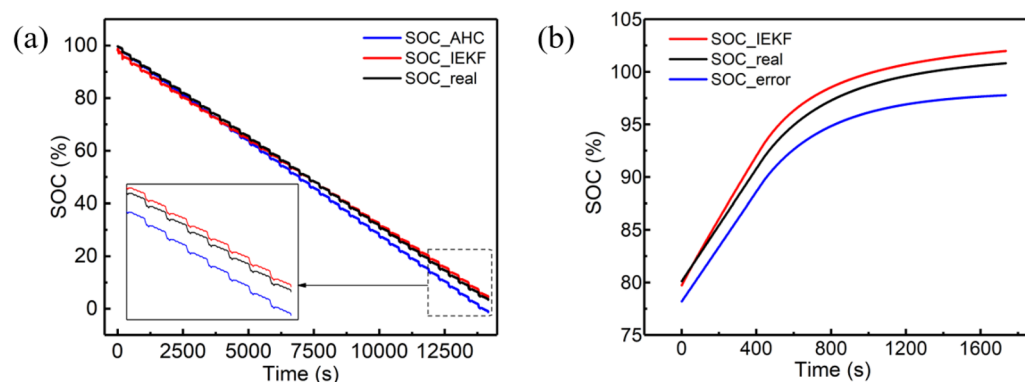 (a)
SOC (%)
100
80
60
40
20
0
SOC_AHC
SOC_IEKF
SOC_real
0 2500 5000 7500 10000 12500
Time (s)
(b)
SOC (%)
105
100
95
90
85
80
75
SOC_IEKF
SOC_real
SOC_error
0 400 800 1200 1600
Time (s)